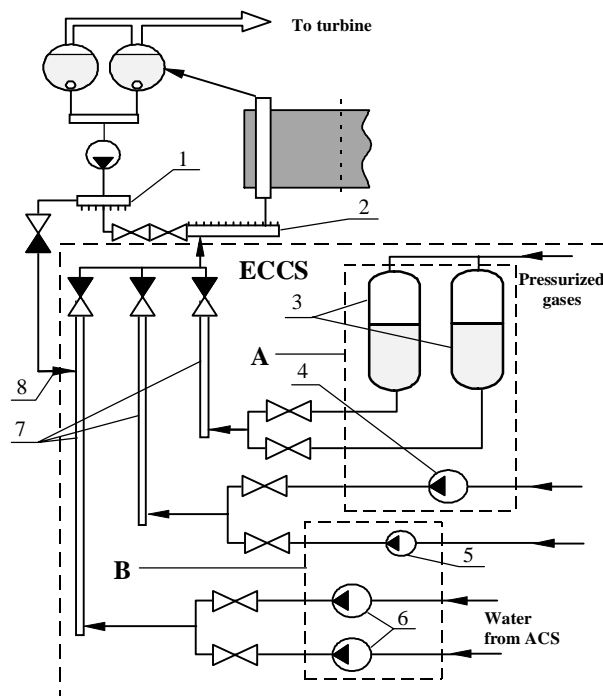 To turbine
1
2
ECCS
Pressurized
gases
3
A
4
8
7
5
B
6
Water
from ACS